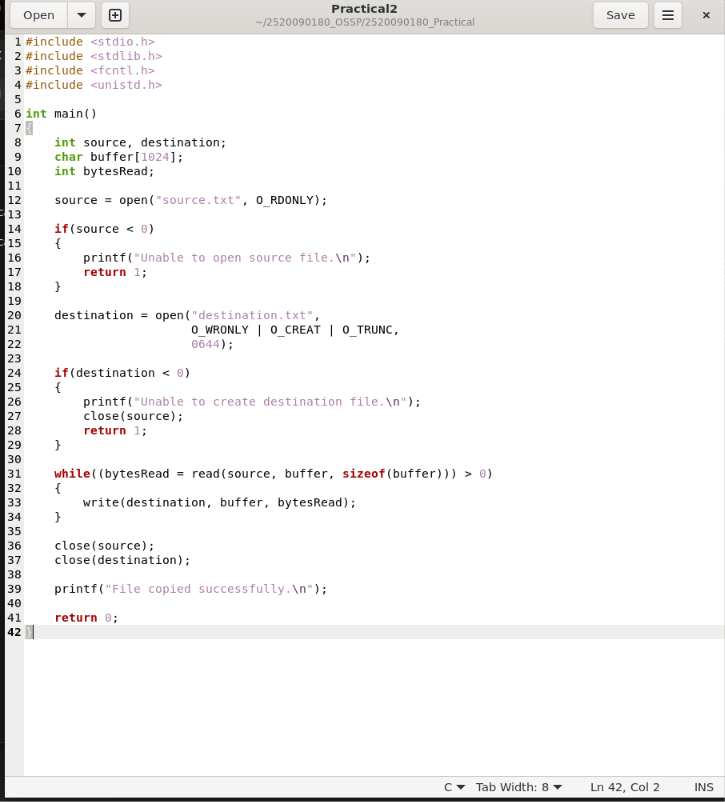 Open
Practical2
~/2520090180_OSSP/2520090180_Practical
Save
1 #include <stdio.h>
2 #include <stdlib.h>
3 #include <fcntl.h>
4 #include <unistd.h>
5
6 int main()
7 {
8     int source, destination;
9     char buffer[1024];
10     int bytesRead;
11
12     source = open("source.txt", O_RDONLY);
13
14     if(source < 0)
15     {
16         printf("Unable to open source file.\n");
17         return 1;
18     }
19
20     destination = open("destination.txt",
21                        O_WRONLY | O_CREAT | O_TRUNC,
22                        0644);
23
24     if(destination < 0)
25     {
26         printf("Unable to create destination file.\n");
27         close(source);
28         return 1;
29     }
30
31     while((bytesRead = read(source, buffer, sizeof(buffer))) > 0)
32     {
33         write(destination, buffer, bytesRead);
34     }
35
36     close(source);
37     close(destination);
38
39     printf("File copied successfully.\n");
40
41     return 0;
42 }
C Tab Width: 8 Ln 42, Col 2 INS